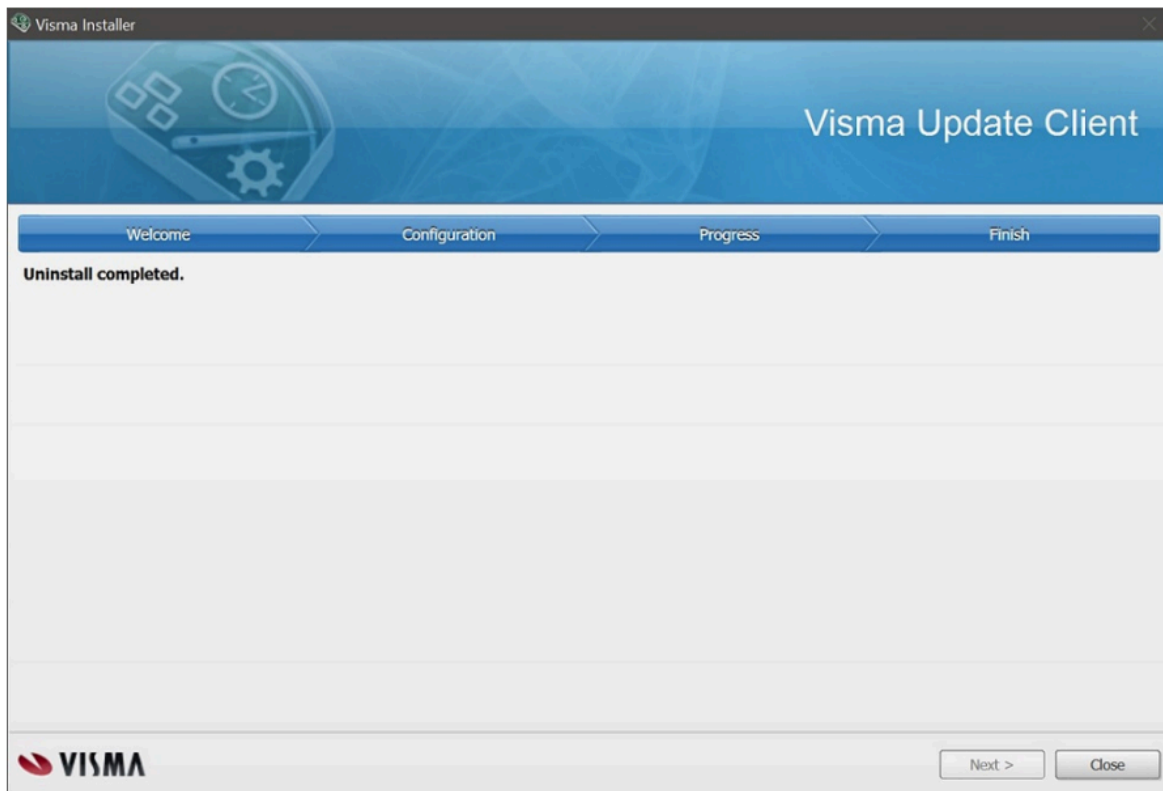 Visma Installer
Visma Update Client
Welcome Configuration Progress Finish
Uninstall completed.
VISMA
Next > Close